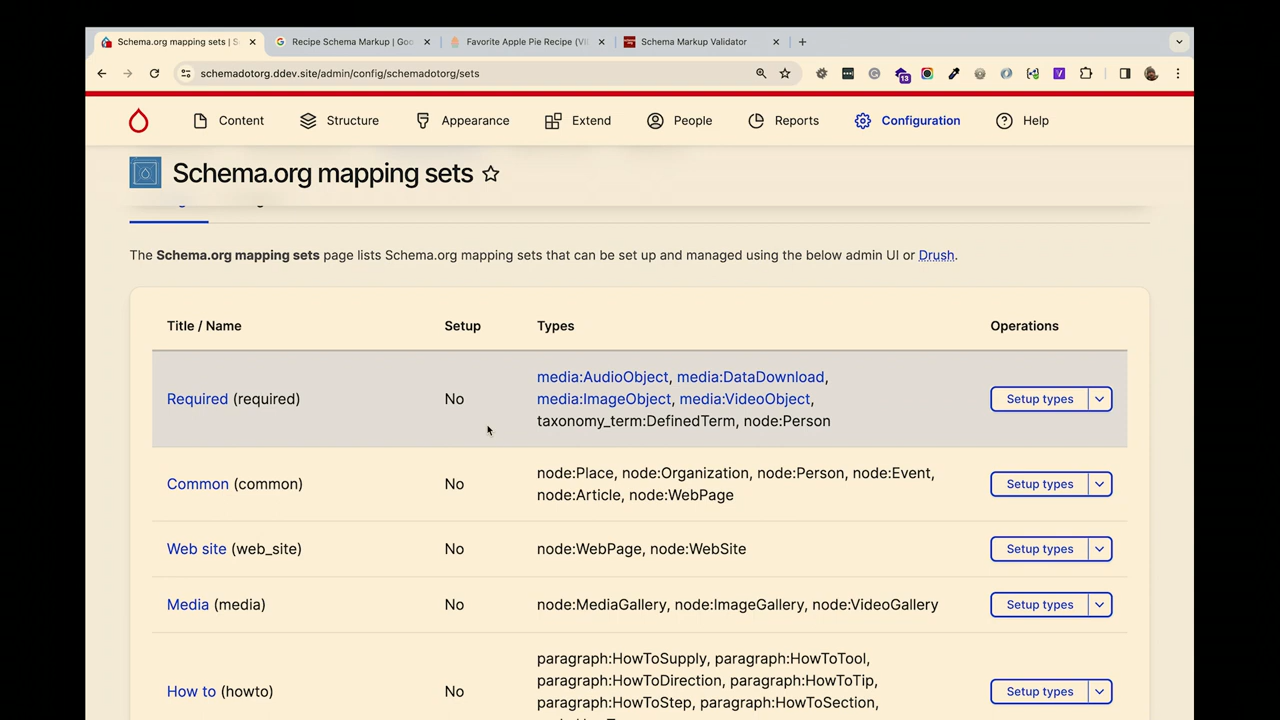 Schema.org mapping sets | S
Recipe Schema Markup | Goo
Favorite Apple Pie Recipe (VI
Schema Markup Validator
schemadotorg.ddev.site/admin/config/schemadotorg/sets
13
Content
Structure
Appearance
Extend
People
Reports
Configuration
Help
Schema.org mapping sets
The Schema.org mapping sets page lists Schema.org mapping sets that can be set up and managed using the below admin UI or Drush.
Title / Name
Setup
Types
Operations
Required (required)
No
media:AudioObject, media:DataDownload,
media:ImageObject, media:VideoObject,
taxonomy_term:DefinedTerm, node:Person
Setup types
Common (common)
No
node:Place, node:Organization, node:Person, node:Event,
node:Article, node:WebPage
Setup types
Web site (web_site)
No
node:WebPage, node:WebSite
Setup types
Media (media)
No
node:MediaGallery, node:ImageGallery, node:VideoGallery
Setup types
How to (howto)
No
paragraph:HowToSupply, paragraph:HowToTool,
paragraph:HowToDirection, paragraph:HowToTip,
paragraph:HowToStep, paragraph:HowToSection,
Setup types